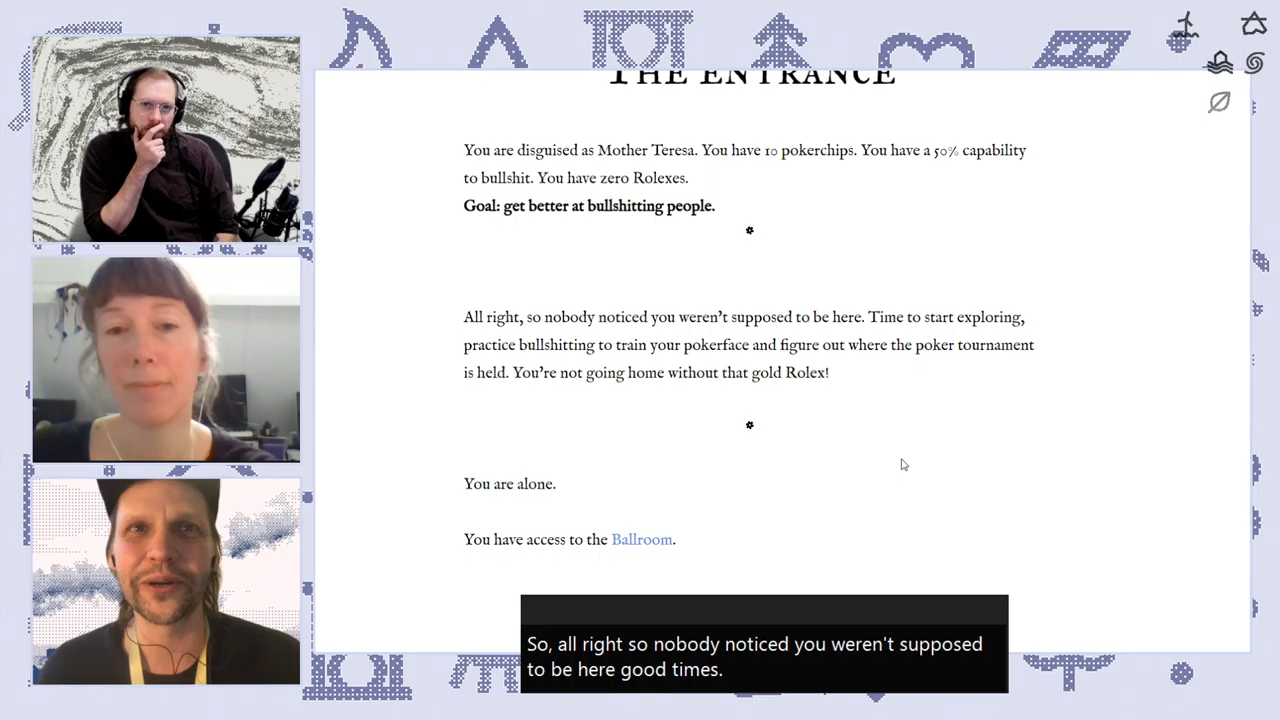 THE ENTRANCE
You are disguised as Mother Teresa. You have 10 pokerchips. You have a 50% capability
to bullshit. You have zero Rolexes.
Goal: get better at bullshitting people.
All right, so nobody noticed you weren't supposed to be here. Time to start exploring,
practice bullshitting to train your pokerface and figure out where the poker tournament
is held. You're not going home without that gold Rolex!
You are alone.
You have access to the Ballroom.
So, all right so nobody noticed you weren't supposed
to be here good times.